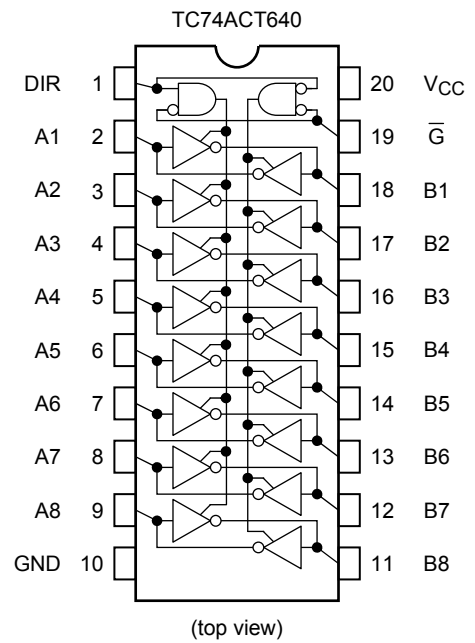 TC74ACT640
DIR 1 20 VCC
A1 2 19 G̅
A2 3 18 B1
A3 4 17 B2
A4 5 16 B3
A5 6 15 B4
A6 7 14 B5
A7 8 13 B6
A8 9 12 B7
GND 10 11 B8
(top view)